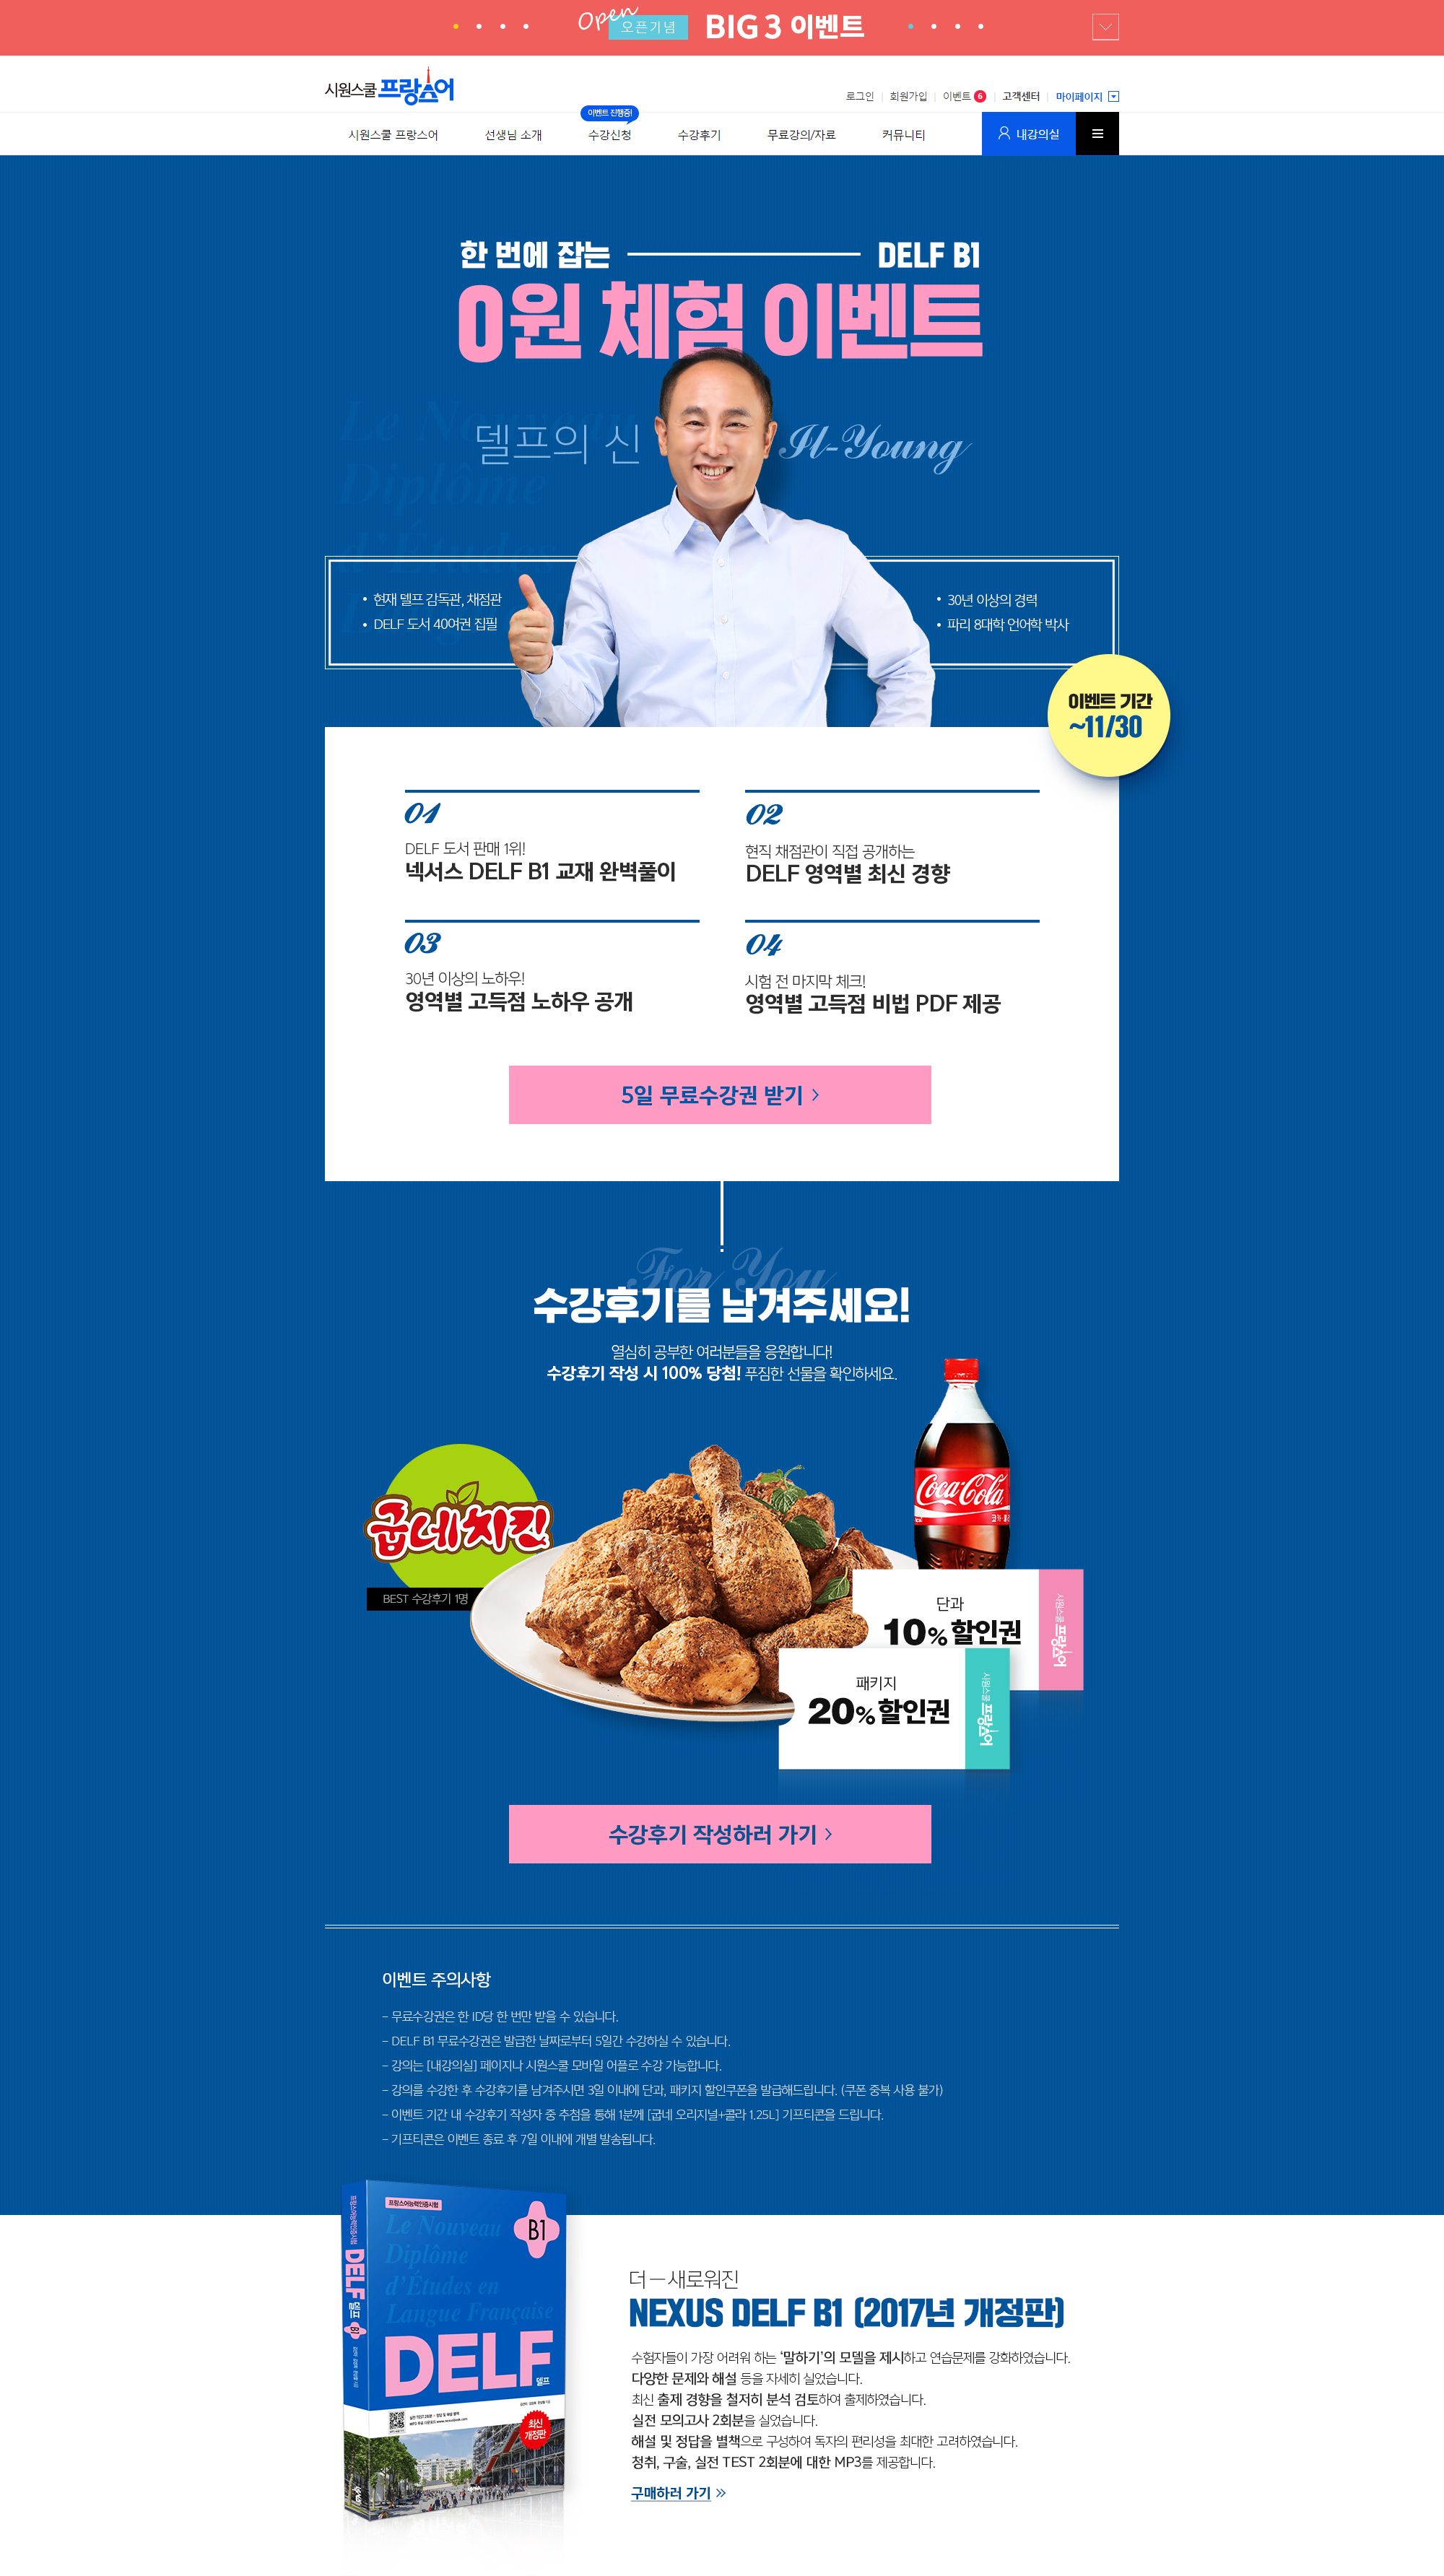 Open
오픈기념
BIG 3 이벤트
시원스쿨 프랑스어
로그인
회원가입
이벤트 6
고객센터
마이페이지
이벤트 진행중!
시원스쿨 프랑스어
선생님 소개
수강신청
수강후기
무료강의/자료
커뮤니티
내강의실
한 번에 잡는
DELF B1
0원 체험 이벤트
Le Nouveau
Diplôme
d'Études
델프의 신
Il-Young
• 현재 델프 감독관, 채점관
• DELF 도서 40여권 집필
• 30년 이상의 경력
• 파리 8대학 언어학 박사
이벤트 기간
~11/30
01
DELF 도서 판매 1위!
넥서스 DELF B1 교재 완벽풀이
02
현직 채점관이 직접 공개하는
DELF 영역별 최신 경향
03
30년 이상의 노하우!
영역별 고득점 노하우 공개
04
시험 전 마지막 체크!
영역별 고득점 비법 PDF 제공
5일 무료수강권 받기
For You
수강후기를 남겨주세요!
열심히 공부한 여러분들을 응원합니다!
수강후기 작성 시 100% 당첨! 푸짐한 선물을 확인하세요.
굽네치킨
BEST 수강후기 1명
Coca-Cola
단과
10% 할인권
시원스쿨 프랑스어
패키지
20% 할인권
시원스쿨 프랑스어
수강후기 작성하러 가기
이벤트 주의사항
- 무료수강권은 한 ID당 한 번만 받을 수 있습니다.
- DELF B1 무료수강권은 발급한 날짜로부터 5일간 수강하실 수 있습니다.
- 강의는 [내강의실] 페이지나 시원스쿨 모바일 어플로 수강 가능합니다.
- 강의를 수강한 후 수강후기를 남겨주시면 3일 이내에 단과, 패키지 할인쿠폰을 발급해드립니다. (쿠폰 중복 사용 불가)
- 이벤트 기간 내 수강후기 작성자 중 추첨을 통해 1분께 [굽네 오리지널+콜라 1.25L] 기프티콘을 드립니다.
- 기프티콘은 이벤트 종료 후 7일 이내에 개별 발송됩니다.
프랑스어능력인증시험
DELF 델프 B1
프랑스어능력인증시험
B1
Le Nouveau
Diplôme
d'Études en
Langue Française
DELF
델프
최신
개정판
더 — 새로워진
NEXUS DELF B1 (2017년 개정판)
수험자들이 가장 어려워 하는 '말하기'의 모델을 제시하고 연습문제를 강화하였습니다.
다양한 문제와 해설 등을 자세히 실었습니다.
최신 출제 경향을 철저히 분석 검토하여 출제하였습니다.
실전 모의고사 2회분을 실었습니다.
해설 및 정답을 별책으로 구성하여 독자의 편리성을 최대한 고려하였습니다.
청취, 구술, 실전 TEST 2회분에 대한 MP3를 제공합니다.
구매하러 가기